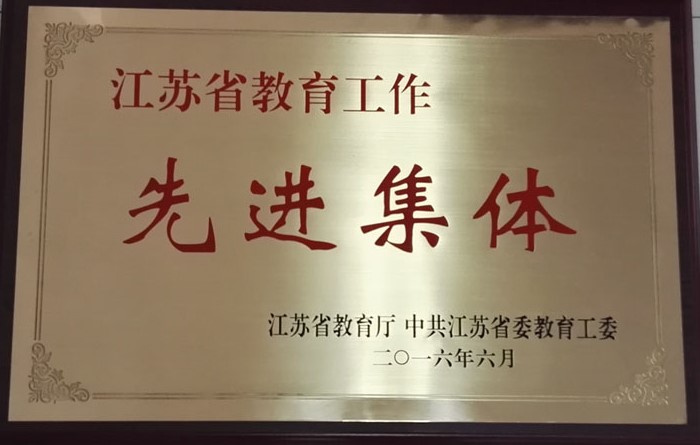 江苏省教育工作
先进集体
江苏省教育厅 中共江苏省委教育工委
二〇一六年六月